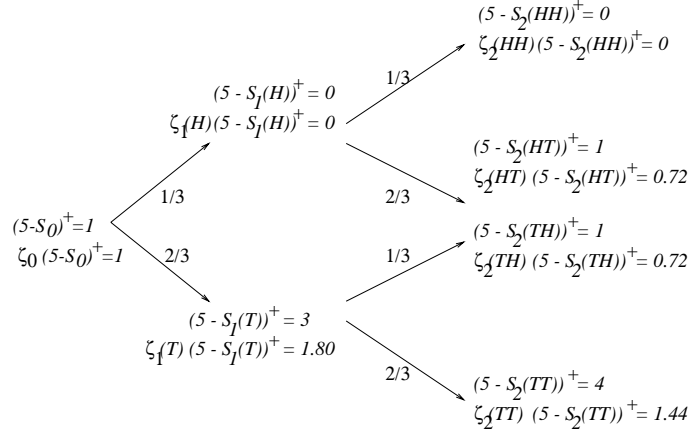 (5 - S₂(HH))⁺ = 0
ζ₂(HH) (5 - S₂(HH))⁺ = 0
1/3
(5 - S₁(H))⁺ = 0
ζ₁(H) (5 - S₁(H))⁺ = 0
(5 - S₂(HT))⁺ = 1
ζ₂(HT) (5 - S₂(HT))⁺ = 0.72
1/3
2/3
(5-S₀)⁺=1
ζ₀ (5-S₀)⁺=1
(5 - S₂(TH))⁺ = 1
ζ₂(TH) (5 - S₂(TH))⁺ = 0.72
2/3
1/3
(5 - S₁(T))⁺ = 3
ζ₁(T) (5 - S₁(T))⁺ = 1.80
2/3
(5 - S₂(TT))⁺ = 4
ζ₂(TT) (5 - S₂(TT))⁺ = 1.44